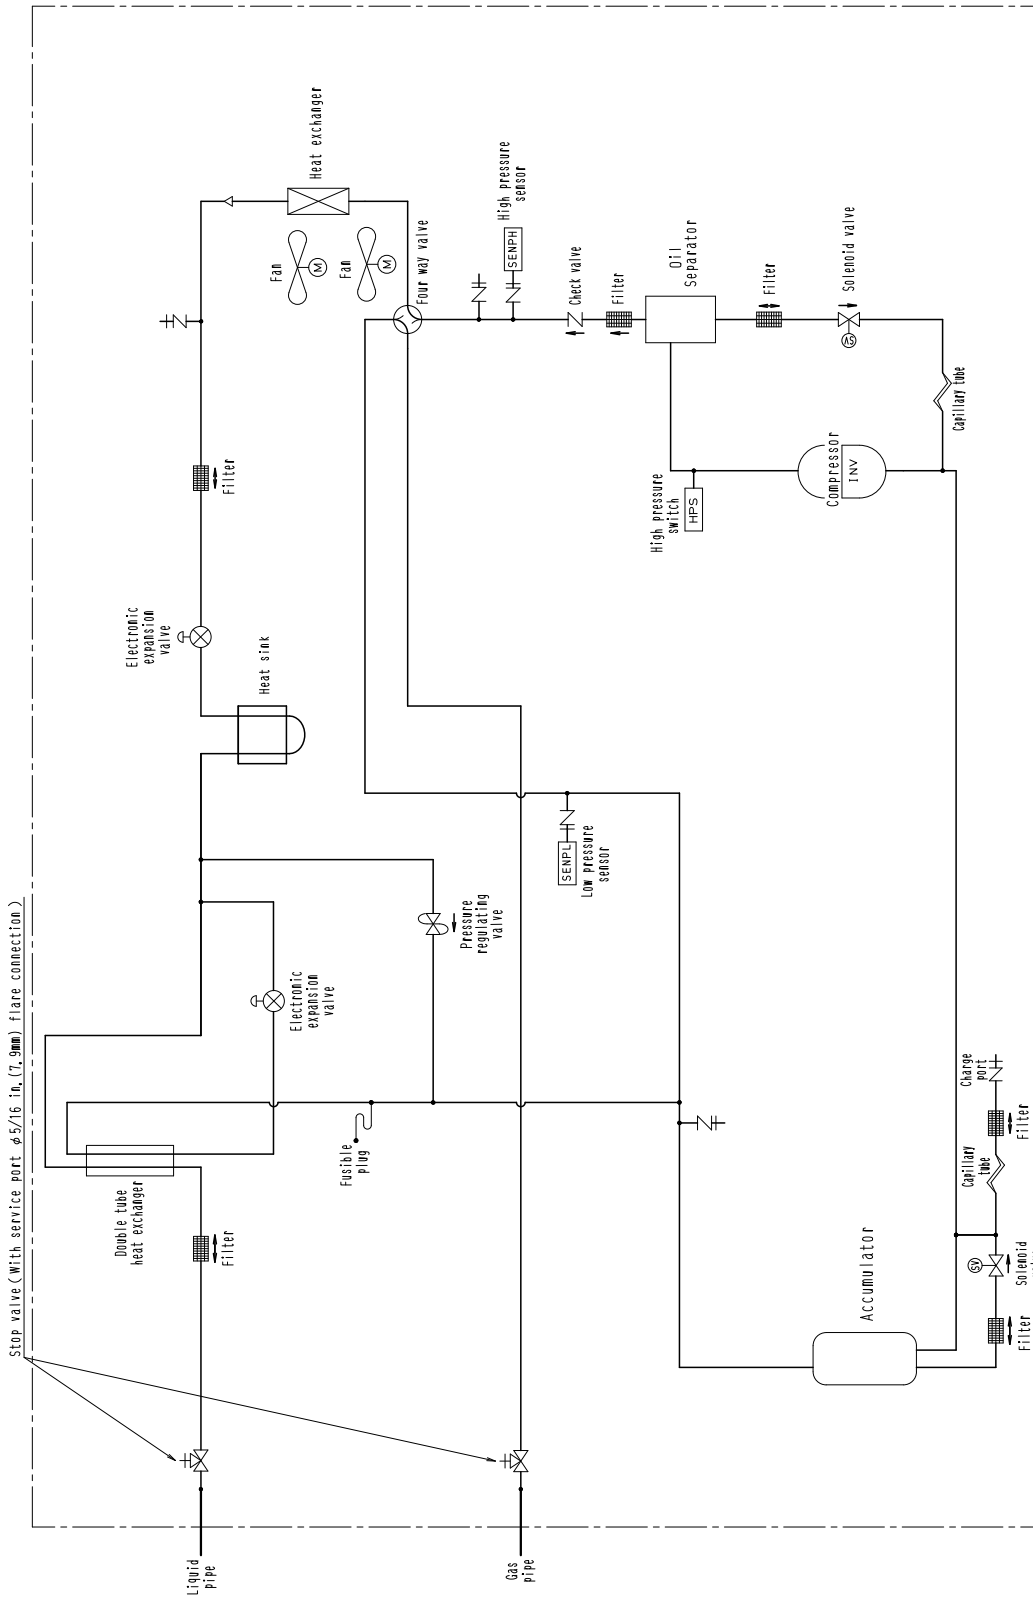 Stop valve (With service port φ5/16 in.(7.9mm) flare connection)
Heat exchanger
Fan
M
Fan
M
Four way valve
High pressure
sensor
SENPH
Check valve
Filter
Oil
Separator
Filter
Solenoid valve
SV
Capillary tube
Filter
Electronic
expansion
valve
Heat sink
High pressure
switch
HPS
Compressor
INV
SENPL
Low pressure
sensor
Pressure
regulating
valve
Electronic
expansion
valve
Fusible
plug
Double tube
heat exchanger
Filter
Charge
port
Filter
Capillary
tube
SV
Solenoid
Filter
Accumulator
Liquid
pipe
Gas
pipe